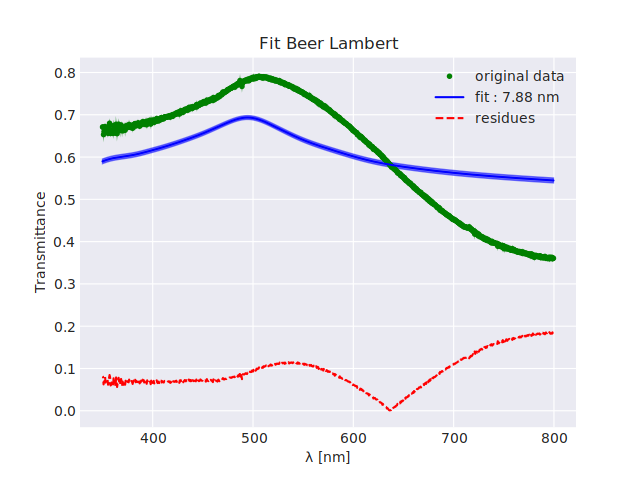 Fit Beer Lambert
original data
fit : 7.88 nm
residues
0.8
0.7
0.6
0.5
0.4
0.3
0.2
0.1
0.0
Transmittance
400 500 600 700 800
λ [nm]